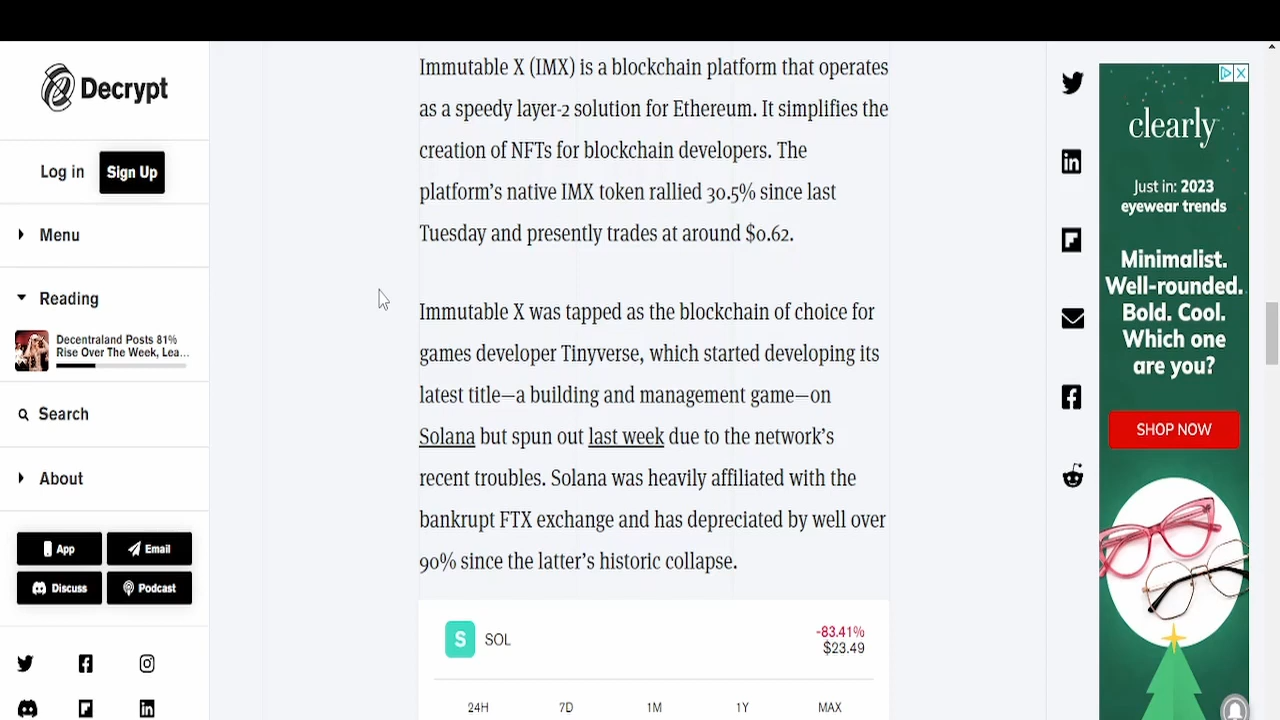 Decrypt
Log in
Sign Up
Menu
Reading
Decentraland Posts 81%
Rise Over The Week, Lea...
Search
About
App
Email
Discuss
Podcast
Immutable X (IMX) is a blockchain platform that operates
as a speedy layer-2 solution for Ethereum. It simplifies the
creation of NFTs for blockchain developers. The
platform’s native IMX token rallied 30.5% since last
Tuesday and presently trades at around $0.62.
Immutable X was tapped as the blockchain of choice for
games developer Tinyverse, which started developing its
latest title—a building and management game—on
Solana but spun out last week due to the network’s
recent troubles. Solana was heavily affiliated with the
bankrupt FTX exchange and has depreciated by well over
90% since the latter’s historic collapse.
S SOL
-83.41%
$23.49
24H 7D 1M 1Y MAX
clearly
Just in: 2023
eyewear trends
Minimalist.
Well-rounded.
Bold. Cool.
Which one
are you?
SHOP NOW